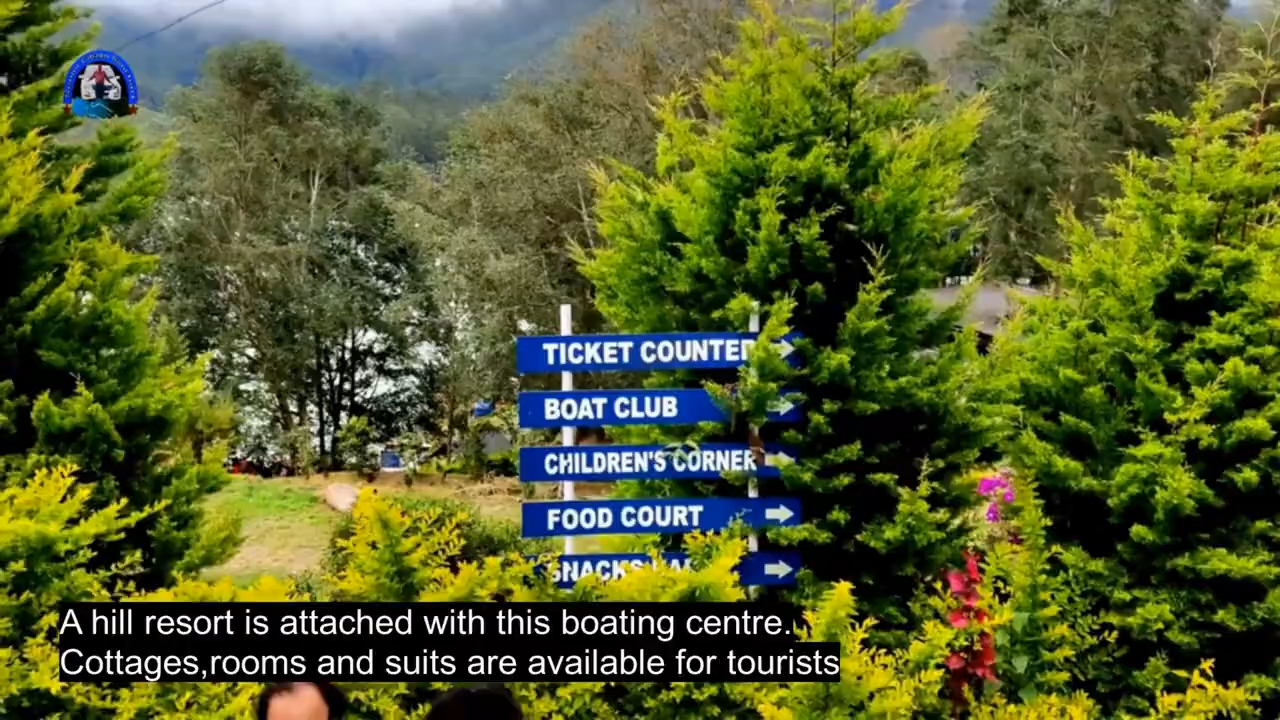 TICKET COUNTER
BOAT CLUB
CHILDREN'S CORNER
FOOD COURT
SNACKS
A hill resort is attached with this boating centre.
Cottages,rooms and suits are available for tourists